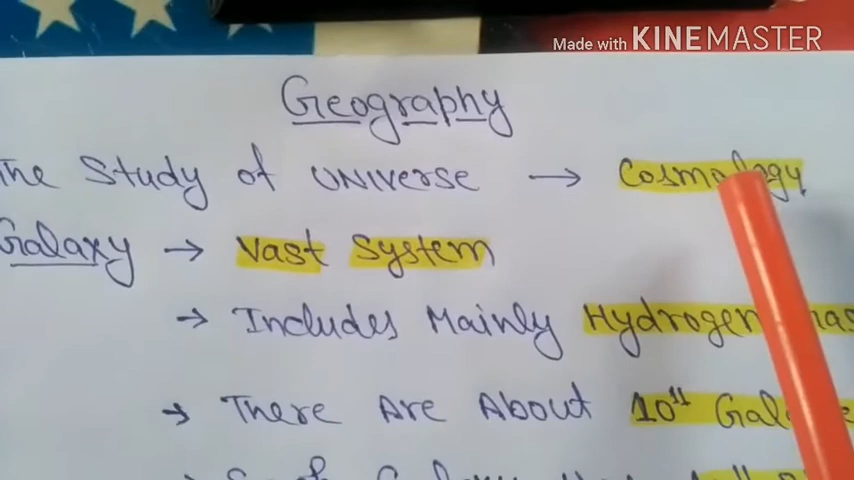 Made with KINEMASTER
Geography
The Study of UNIVERSE → Cosmology
Galaxy → Vast System
→ Includes Mainly Hydrogen
→ There Are About 10¹¹